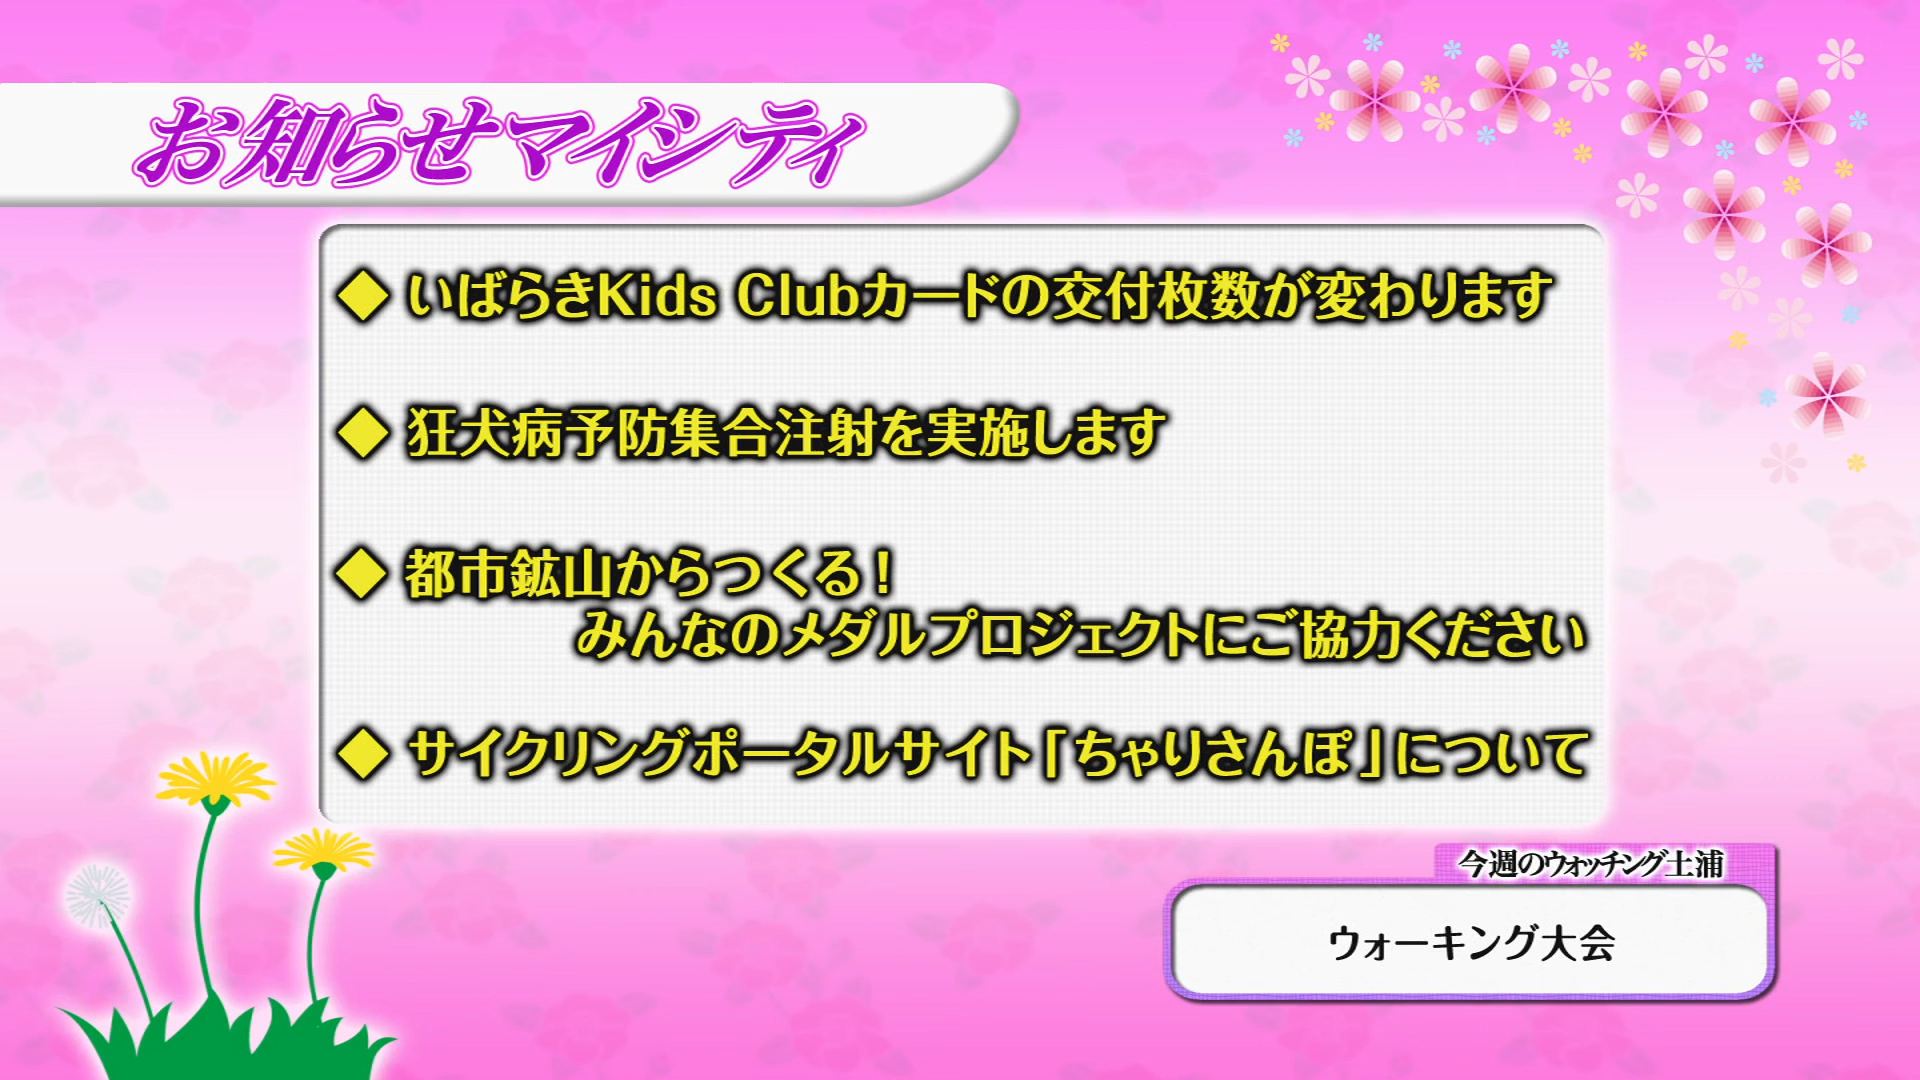 お知らせマイシティ
◆ いばらきKids Clubカードの交付枚数が変わります
◆ 狂犬病予防集合注射を実施します
◆ 都市鉱山からつくる！
みんなのメダルプロジェクトにご協力ください
◆ サイクリングポータルサイト「ちゃりさんぽ」について
今週のウォッチング土浦
ウォーキング大会